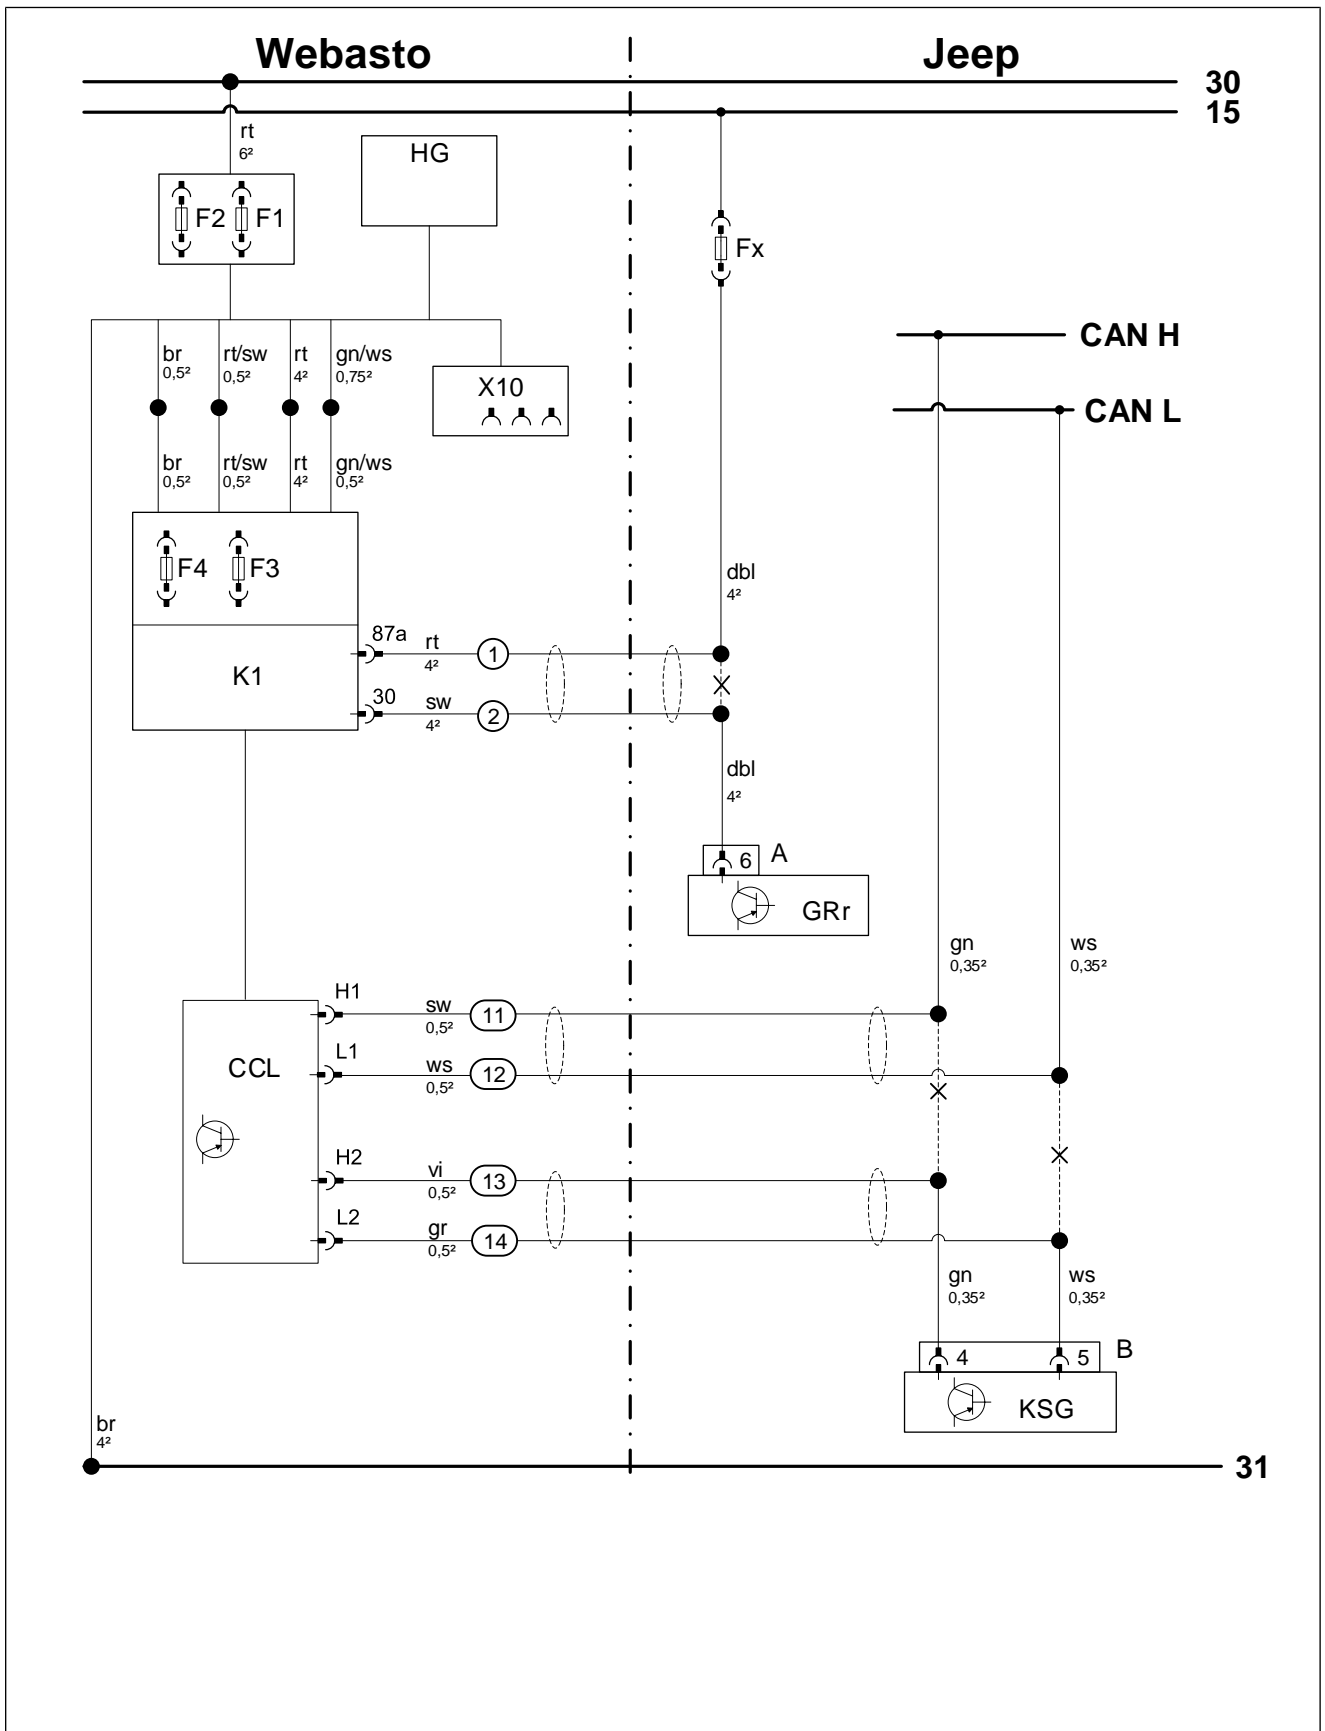 Webasto
Jeep
30
15
rt
6²
HG
F2
F1
Fx
CAN H
br
0,5²
rt/sw
0,5²
rt
4²
gn/ws
0,75²
X10
CAN L
br
0,5²
rt/sw
0,5²
rt
4²
gn/ws
0,5²
F4
F3
dbl
4²
87a
rt
4²
1
K1
30
sw
4²
2
dbl
4²
6
A
GRr
gn
0,35²
ws
0,35²
H1
sw
0,5²
11
L1
ws
0,5²
12
CCL
H2
vi
0,5²
13
L2
gr
0,5²
14
gn
0,35²
ws
0,35²
4
5
B
KSG
br
4²
31